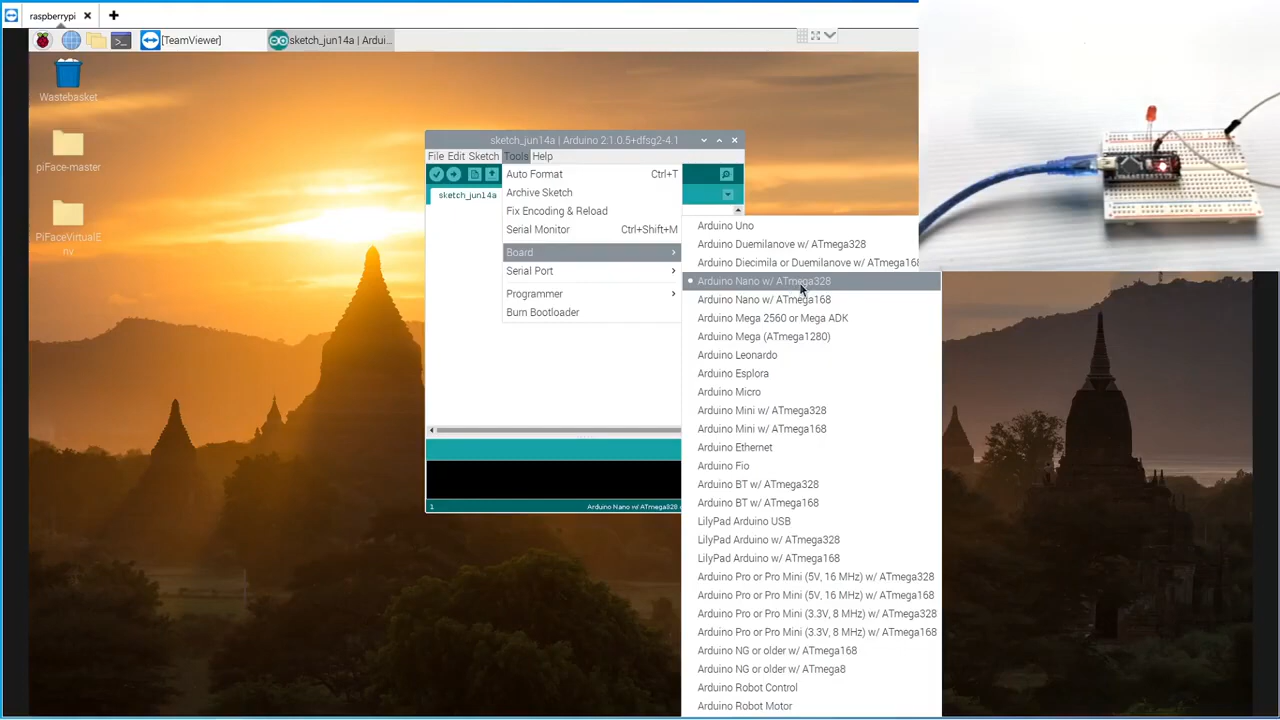 raspberrypi
[TeamViewer]
sketch_jun14a | Ardui...
Wastebasket
piFace-master
PiFaceVirtualE
nv
sketch_jun14a | Arduino 2:1.0.5+dfsg2-4.1
File Edit Sketch Tools Help
sketch_jun14a
Auto Format Ctrl+T
Archive Sketch
Fix Encoding & Reload
Serial Monitor Ctrl+Shift+M
Board
Serial Port
Programmer
Burn Bootloader
Arduino Uno
Arduino Duemilanove w/ ATmega328
Arduino Diecimila or Duemilanove w/ ATmega168
Arduino Nano w/ ATmega328
Arduino Nano w/ ATmega168
Arduino Mega 2560 or Mega ADK
Arduino Mega (ATmega1280)
Arduino Leonardo
Arduino Esplora
Arduino Micro
Arduino Mini w/ ATmega328
Arduino Mini w/ ATmega168
Arduino Ethernet
Arduino Fio
Arduino BT w/ ATmega328
Arduino BT w/ ATmega168
LilyPad Arduino USB
LilyPad Arduino w/ ATmega328
LilyPad Arduino w/ ATmega168
Arduino Pro or Pro Mini (5V, 16 MHz) w/ ATmega328
Arduino Pro or Pro Mini (5V, 16 MHz) w/ ATmega168
Arduino Pro or Pro Mini (3.3V, 8 MHz) w/ ATmega328
Arduino Pro or Pro Mini (3.3V, 8 MHz) w/ ATmega168
Arduino NG or older w/ ATmega168
Arduino NG or older w/ ATmega8
Arduino Robot Control
Arduino Robot Motor
1 Arduino Nano w/ ATmega328